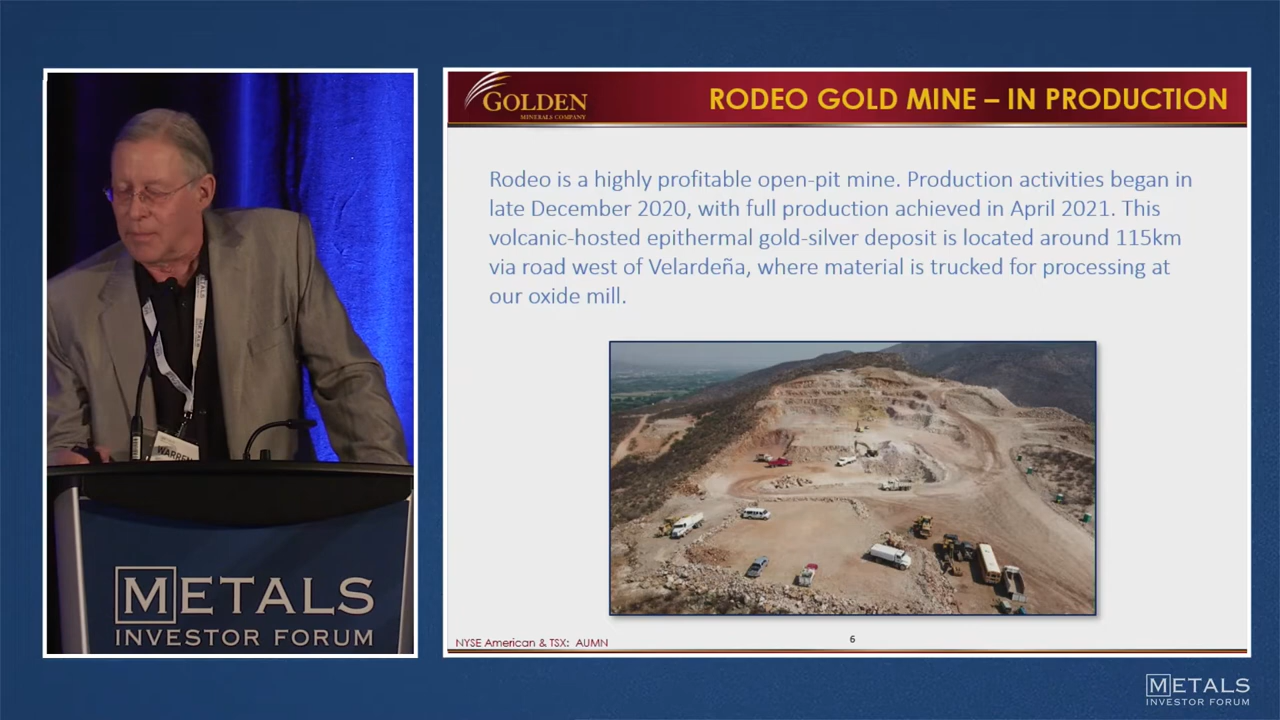 GOLDEN
MINERALS COMPANY
RODEO GOLD MINE – IN PRODUCTION
Rodeo is a highly profitable open-pit mine. Production activities began in
late December 2020, with full production achieved in April 2021. This
volcanic-hosted epithermal gold-silver deposit is located around 115km
via road west of Velardeña, where material is trucked for processing at
our oxide mill.
NYSE American & TSX: AUMN
6
WARREN
METALS
INVESTOR FORUM
METALS
INVESTOR FORUM